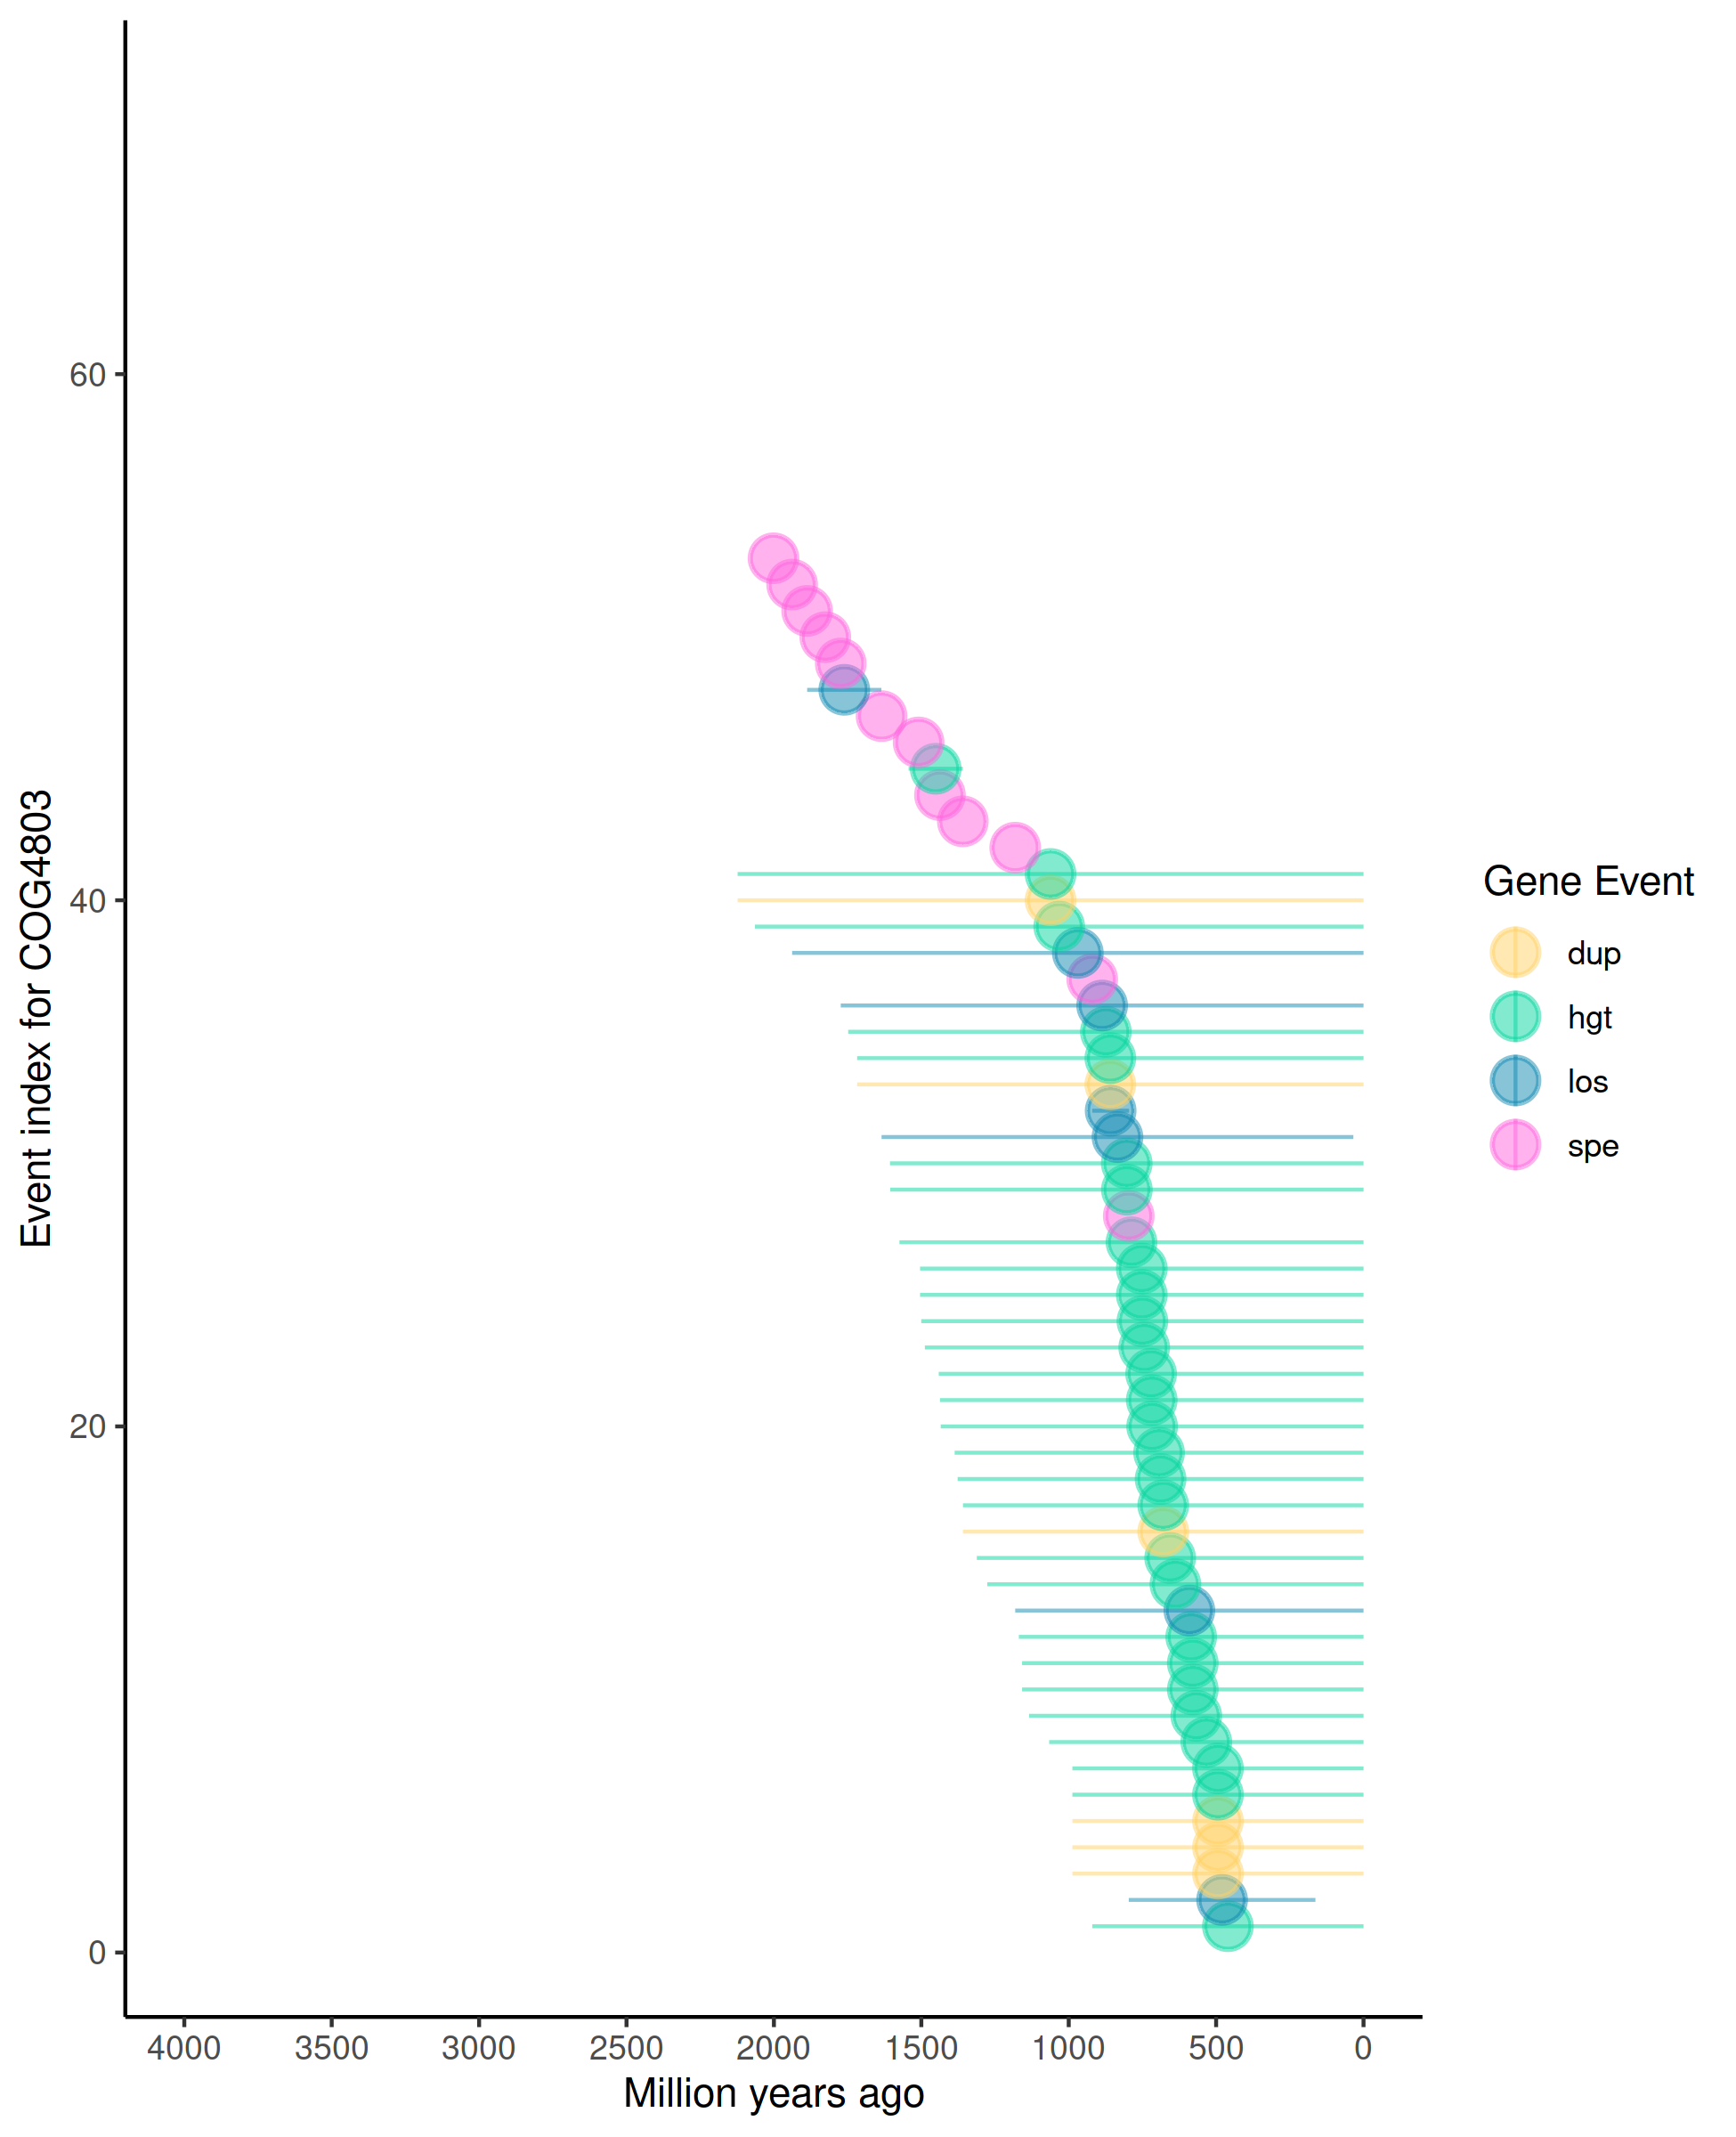 Event index for COG4803
60
40
20
0
4000 3500 3000 2500 2000 1500 1000 500 0
Million years ago
Gene Event
dup
hgt
los
spe